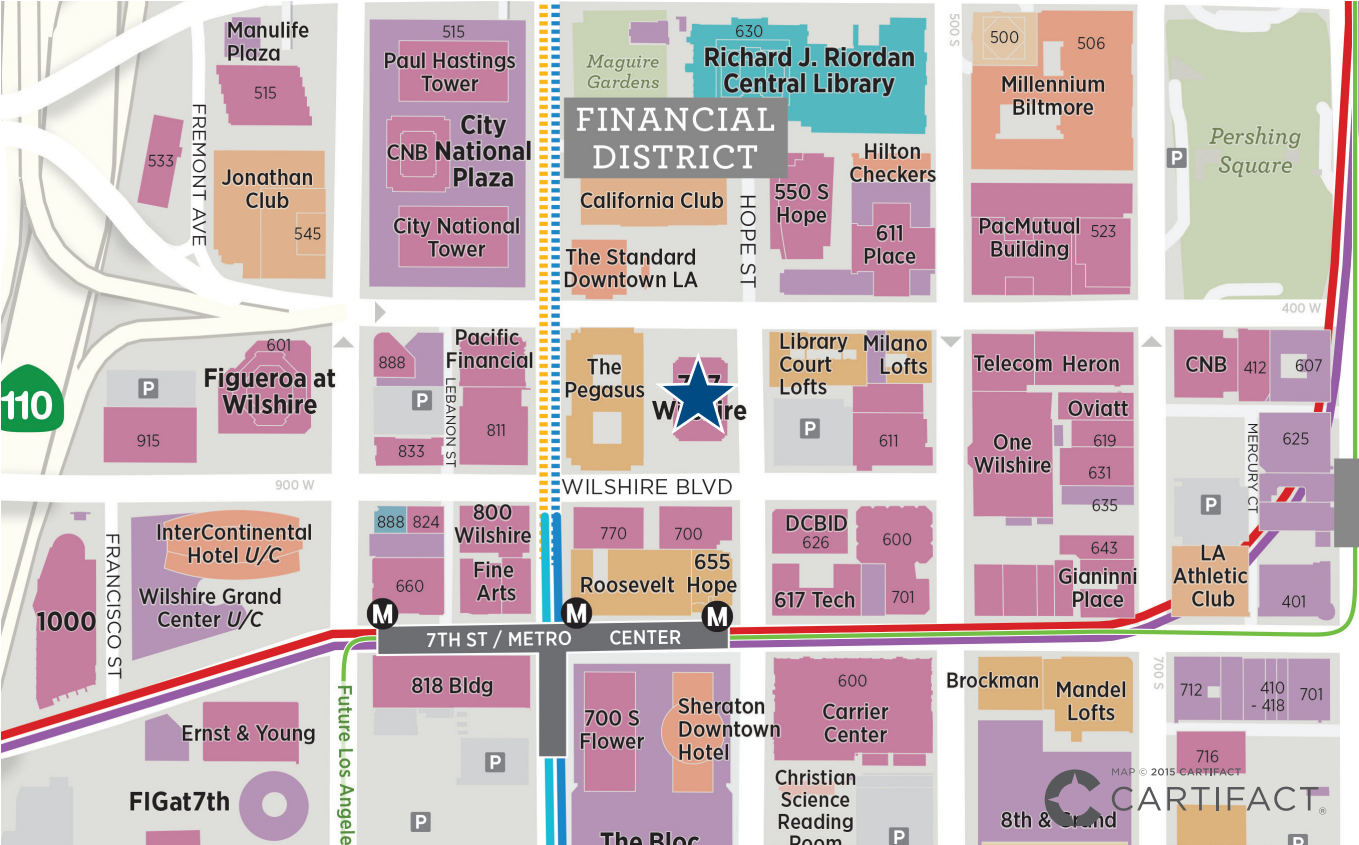 Manulife
Plaza
515
533
FREMONT AVE
Jonathan
Club
545
515
Paul Hastings
Tower
CNB
City
National
Plaza
City National
Tower
Maguire
Gardens
630
Richard J. Riordan
Central Library
FINANCIAL
DISTRICT
California Club
The Standard
Downtown LA
HOPE ST
550 S
Hope
Hilton
Checkers
611
Place
500 S
500
506
Millennium
Biltmore
PacMutual
Building
523
P
Pershing
Square
400 W
110
P
915
601
Figueroa at
Wilshire
900 W
888
P
833
LEBANON ST
Pacific
Financial
811
The
Pegasus
WILSHIRE BLVD
Library
Court
Lofts
Milano
Lofts
P
611
Telecom
Heron
Oviatt
One
Wilshire
619
631
635
643
Gianinni
Place
CNB
412
607
MERCURY CT
625
P
LA
Athletic
Club
401
1000
FRANCISCO ST
InterContinental
Hotel U/C
Wilshire Grand
Center U/C
888
824
660
800
Wilshire
Fine
Arts
770
700
Roosevelt
655
Hope
DCBID
626
600
617 Tech
701
M
M
M
7TH ST / METRO CENTER
Ernst & Young
FIGat7th
Future Los Angele
818 Bldg
P
P
700 S
Flower
Sheraton
Downtown
Hotel
The Bloc
600
Carrier
Center
Christian
Science
Reading
Room
P
Brockman
Mandel
Lofts
8th & Grand
700 S
712
410
- 418
701
716
P
MAP © 2015 CARTIFACT
CARTIFACT®